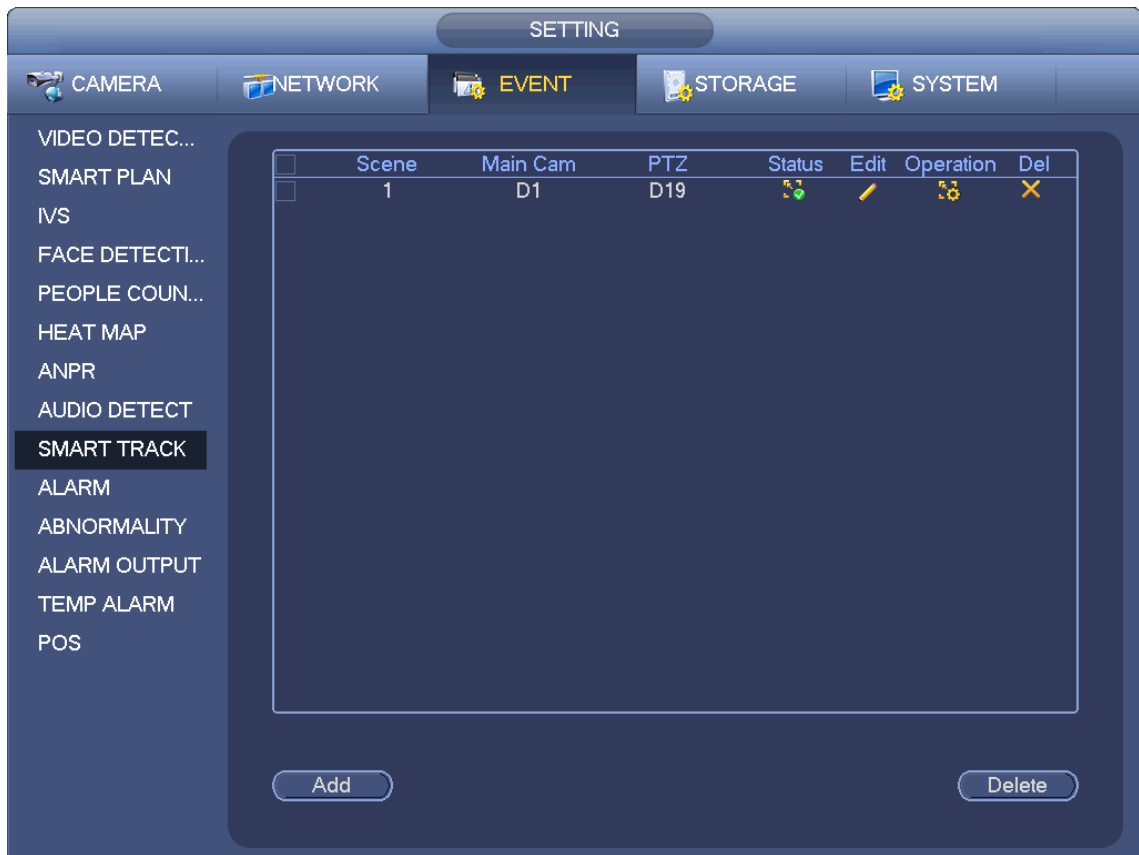 SETTING
CAMERA NETWORK EVENT STORAGE SYSTEM
VIDEO DETEC...
SMART PLAN
IVS
FACE DETECTI...
PEOPLE COUN...
HEAT MAP
ANPR
AUDIO DETECT
SMART TRACK
ALARM
ABNORMALITY
ALARM OUTPUT
TEMP ALARM
POS
Scene Main Cam PTZ Status Edit Operation Del
1 D1 D19
Add Delete